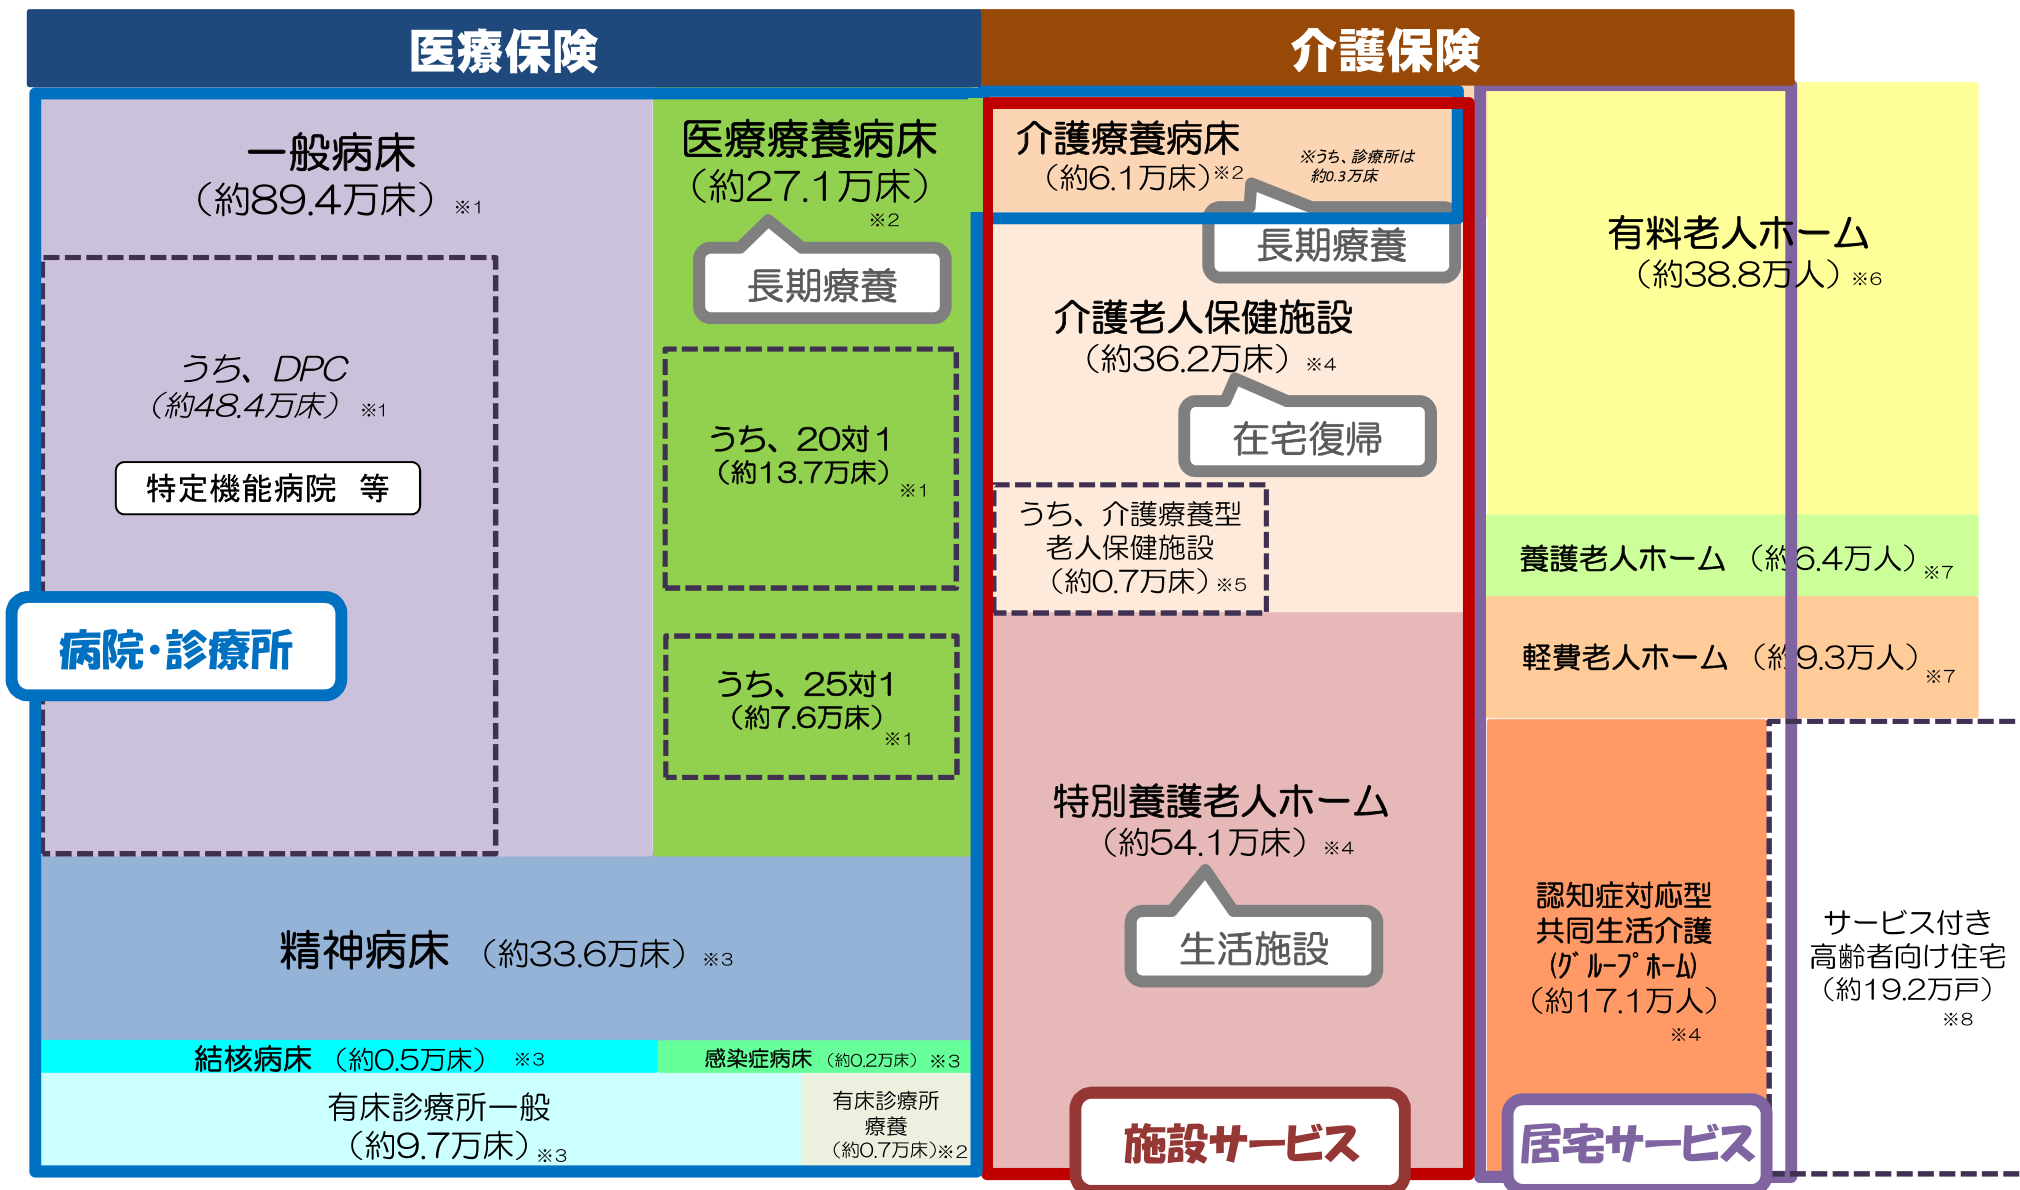 医療保険
介護保険
一般病床
（約89.4万床）※1
うち、DPC
（約48.4万床）※1
特定機能病院　等
医療療養病床
（約27.1万床）
※2
長期療養
うち、20対1
（約13.7万床）
※1
うち、25対1
（約7.6万床）
※1
病院・診療所
精神病床 （約33.6万床）※3
結核病床 （約0.5万床） ※3
感染症病床 （約0.2万床） ※3
有床診療所一般
（約9.7万床）※3
有床診療所
療養
（約0.7万床）※2
介護療養病床
（約6.1万床）※2
※うち、診療所は
約0.3万床
長期療養
介護老人保健施設
（約36.2万床）※4
在宅復帰
うち、介護療養型
老人保健施設
（約0.7万床）※5
特別養護老人ホーム
（約54.1万床）※4
生活施設
施設サービス
有料老人ホーム
（約38.8万人）※6
養護老人ホーム （約6.4万人）※7
軽費老人ホーム （約9.3万人）※7
認知症対応型
共同生活介護
(ｸﾞﾙｰﾌﾟﾎｰﾑ)
（約17.1万人）
※4
居宅サービス
サービス付き
高齢者向け住宅
（約19.2万戸）
※8